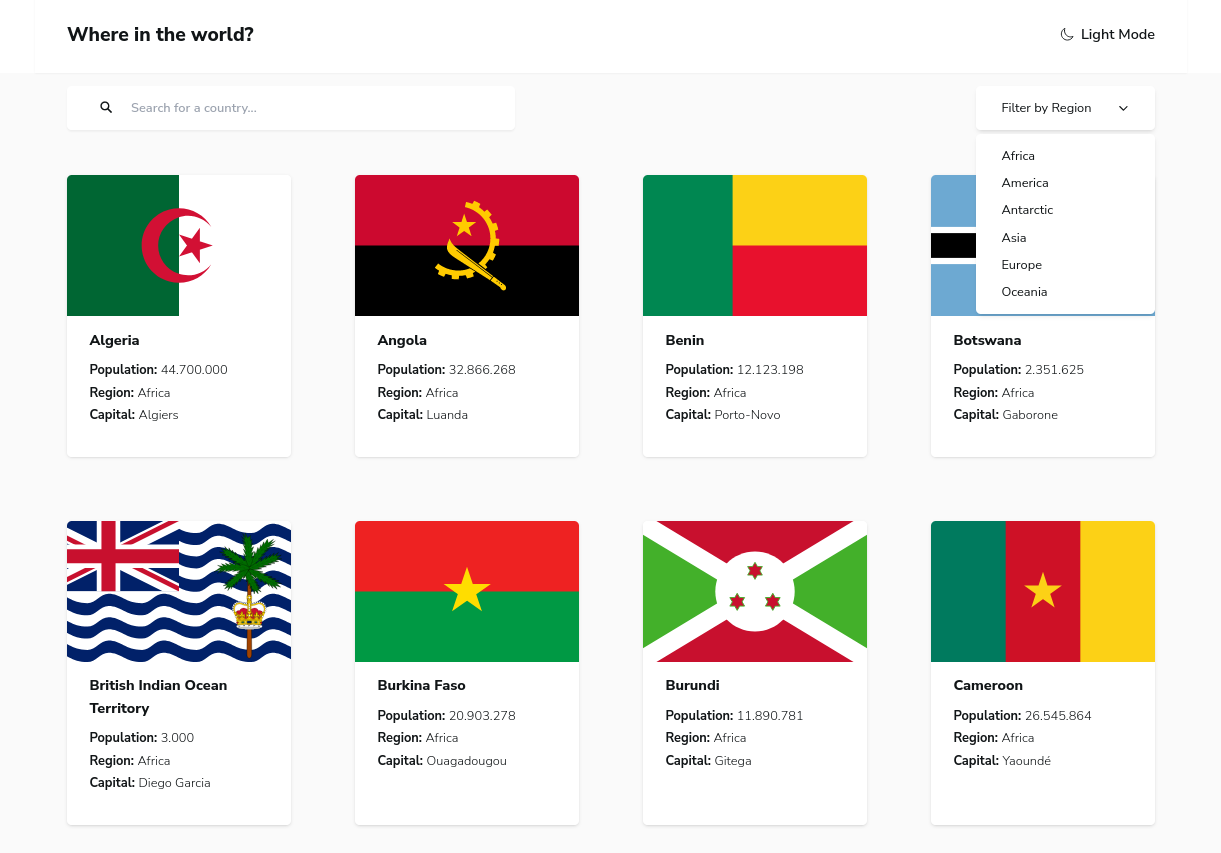 Where in the world?
Light Mode
Search for a country...
Filter by Region
Africa
America
Antarctic
Asia
Europe
Oceania
Algeria
Population: 44.700.000
Region: Africa
Capital: Algiers
Angola
Population: 32.866.268
Region: Africa
Capital: Luanda
Benin
Population: 12.123.198
Region: Africa
Capital: Porto-Novo
Botswana
Population: 2.351.625
Region: Africa
Capital: Gaborone
British Indian Ocean
Territory
Population: 3.000
Region: Africa
Capital: Diego Garcia
Burkina Faso
Population: 20.903.278
Region: Africa
Capital: Ouagadougou
Burundi
Population: 11.890.781
Region: Africa
Capital: Gitega
Cameroon
Population: 26.545.864
Region: Africa
Capital: Yaoundé